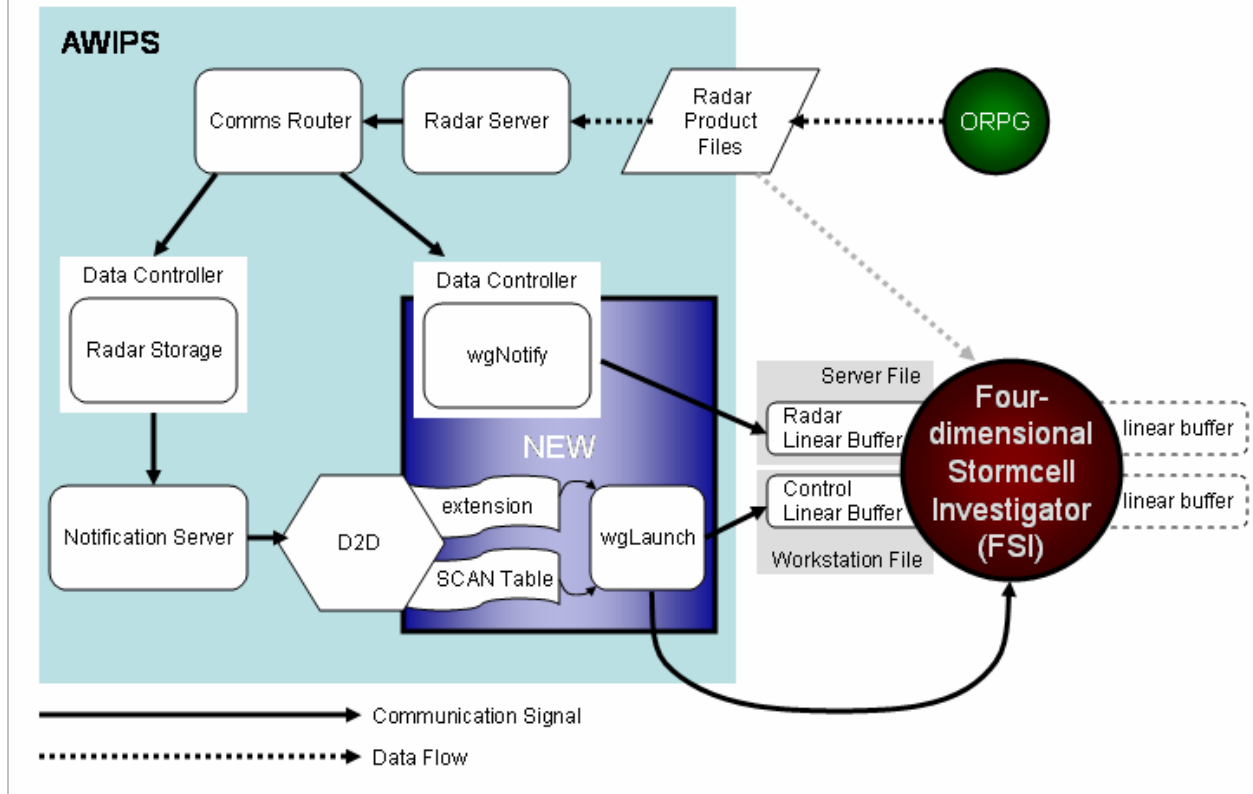 AWIPS
Comms Router
Radar Server
Radar
Product
Files
ORPG
Data Controller
Radar Storage
Data Controller
wgNotify
NEW
Server File
Radar
Linear Buffer
Control
Linear Buffer
Workstation File
Four-
dimensional
Stormcell
Investigator
(FSI)
linear buffer
linear buffer
Notification Server
D2D
extension
SCAN Table
wgLaunch
Communication Signal
Data Flow